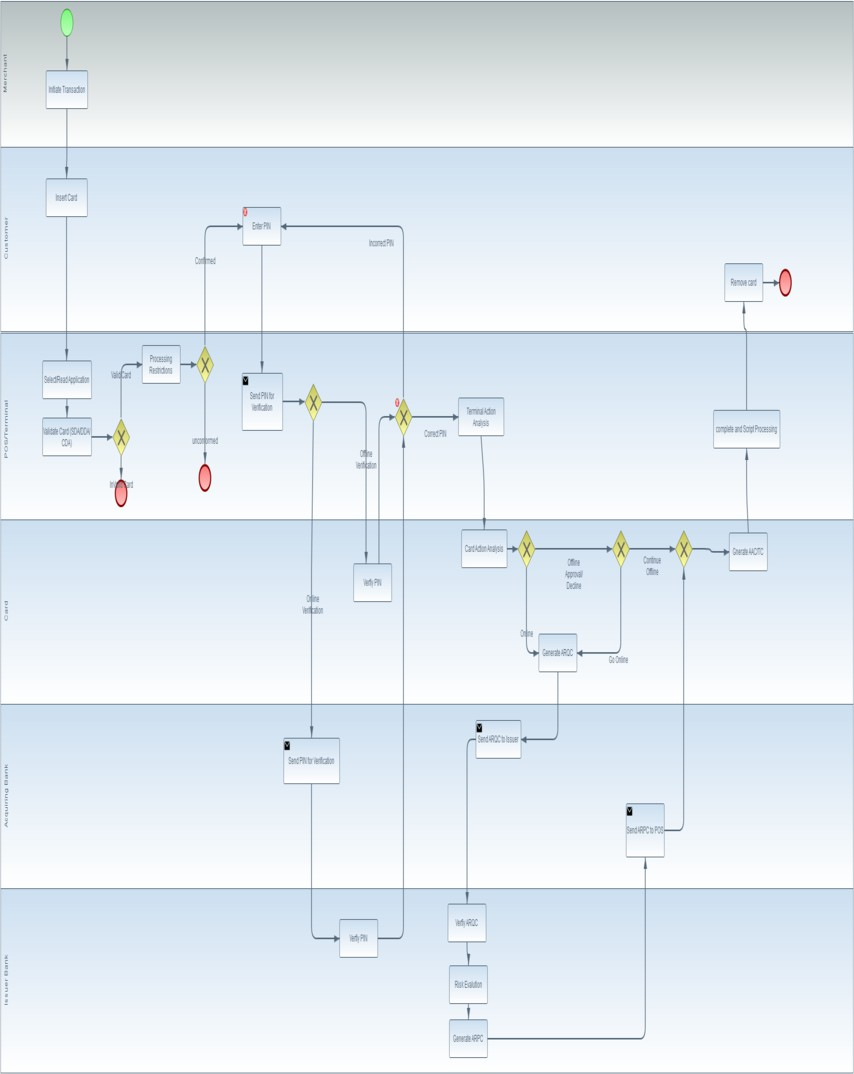 Merchant
Initiate Transaction
Customer
Insert Card
Enter PIN
Incorrect PIN
Confirmed
Remove card
POS/Terminal
Select/Read Application
Validate Card (SDA/DDA/
CDA)
Valid Card
Invalid Card
Processing
Restrictions
unconformed
Send PIN for
Verification
Offline
Verification
Correct PIN
Terminal Action
Analysis
complete and Script Processing
Card
Online
Verification
Verify PIN
Card Action Analysis
Offline
Approval/
Decline
Continue
Offline
Gnerate AAC/TC
Online
Generate ARQC
Go Online
Acquiring Bank
Send PIN for Verification
Send ARQC to Issuer
Send ARPC to POS
Issuer Bank
Verify PIN
Verify ARQC
Risk Evalution
Generate ARPC